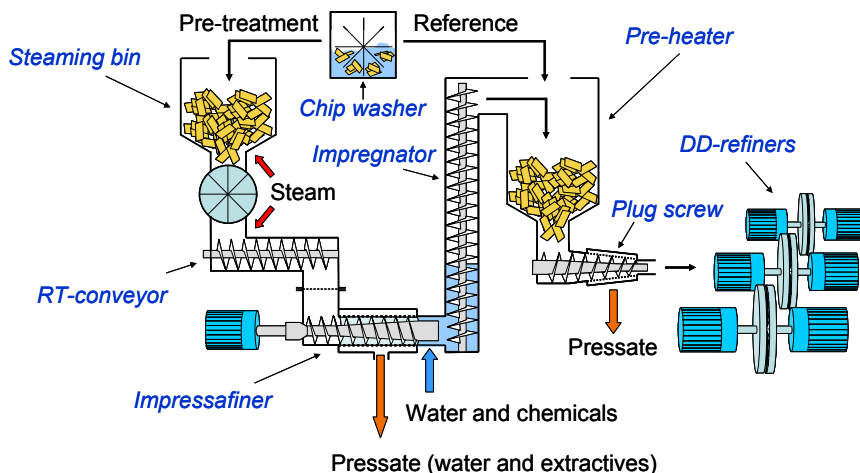 Pre-treatment
Reference
Steaming bin
Pre-heater
Chip washer
Impregnator
DD-refiners
Steam
Plug screw
RT-conveyor
Pressate
Impressafiner
Water and chemicals
Pressate (water and extractives)